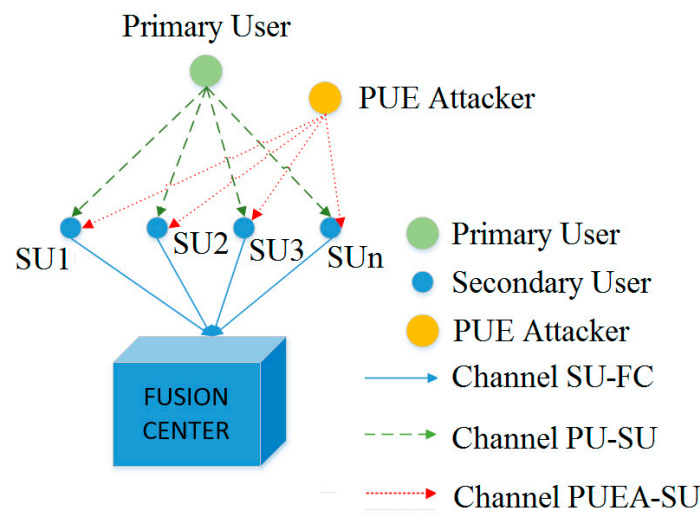 Primary User
PUE Attacker
SU1
SU2
SU3
SUn
FUSION
CENTER
Primary User
Secondary User
PUE Attacker
Channel SU-FC
Channel PU-SU
Channel PUEA-SU